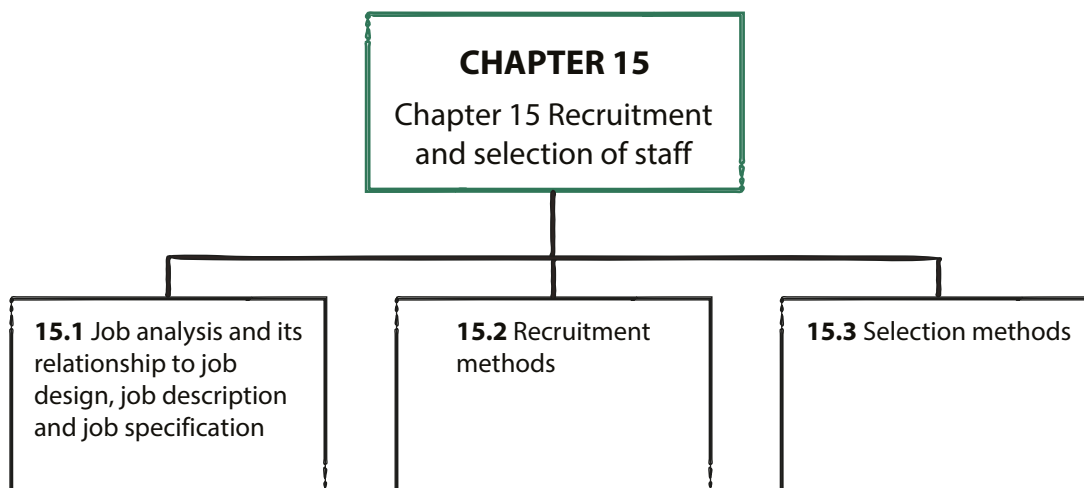 CHAPTER 15
Chapter 15 Recruitment
and selection of staff
15.1 Job analysis and its
relationship to job
design, job description
and job specification
15.2 Recruitment
methods
15.3 Selection methods